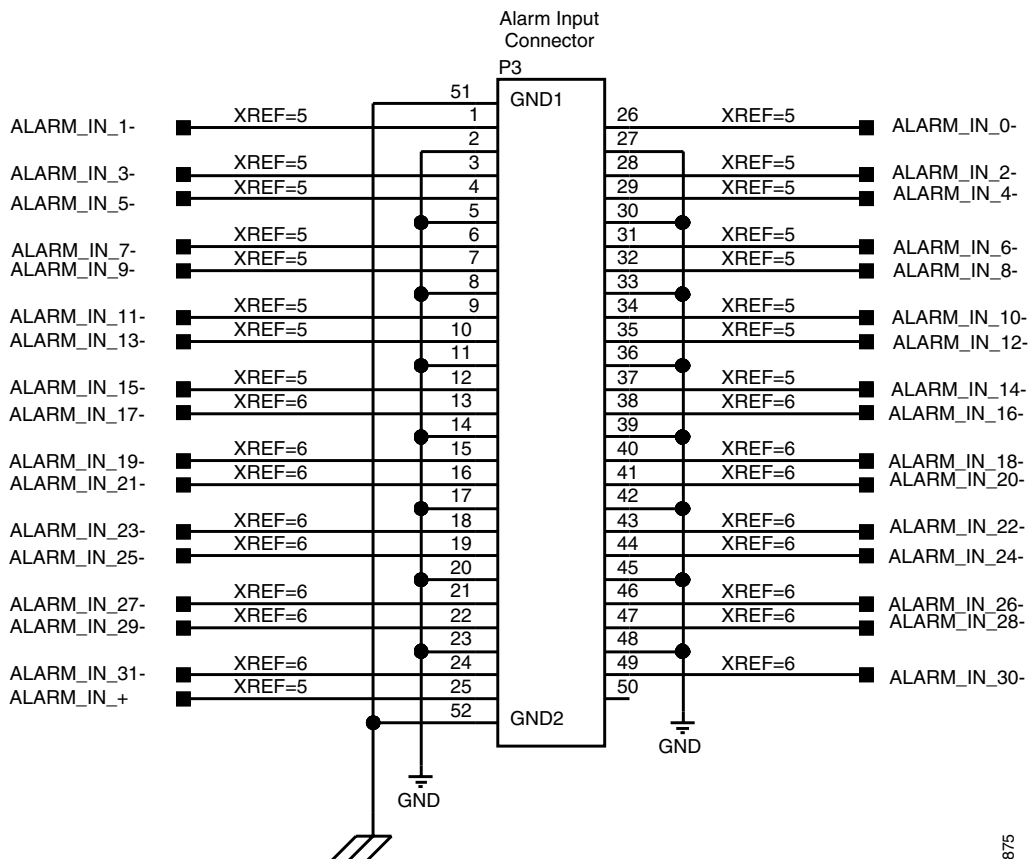 Alarm Input
Connector
P3
51 GND1
ALARM_IN_1- XREF=5 1 26 XREF=5 ALARM_IN_0-
2 27
ALARM_IN_3- XREF=5 3 28 XREF=5 ALARM_IN_2-
ALARM_IN_5- XREF=5 4 29 XREF=5 ALARM_IN_4-
5 30
ALARM_IN_7- XREF=5 6 31 XREF=5 ALARM_IN_6-
ALARM_IN_9- XREF=5 7 32 XREF=5 ALARM_IN_8-
8 33
ALARM_IN_11- XREF=5 9 34 XREF=5 ALARM_IN_10-
ALARM_IN_13- XREF=5 10 35 XREF=5 ALARM_IN_12-
11 36
ALARM_IN_15- XREF=5 12 37 XREF=5 ALARM_IN_14-
ALARM_IN_17- XREF=6 13 38 XREF=6 ALARM_IN_16-
14 39
ALARM_IN_19- XREF=6 15 40 XREF=6 ALARM_IN_18-
ALARM_IN_21- XREF=6 16 41 XREF=6 ALARM_IN_20-
17 42
ALARM_IN_23- XREF=6 18 43 XREF=6 ALARM_IN_22-
ALARM_IN_25- XREF=6 19 44 XREF=6 ALARM_IN_24-
20 45
ALARM_IN_27- XREF=6 21 46 XREF=6 ALARM_IN_26-
ALARM_IN_29- XREF=6 22 47 XREF=6 ALARM_IN_28-
23 48
ALARM_IN_31- XREF=6 24 49 XREF=6 ALARM_IN_30-
ALARM_IN_+ XREF=5 25 50
52 GND2
GND
GND
875